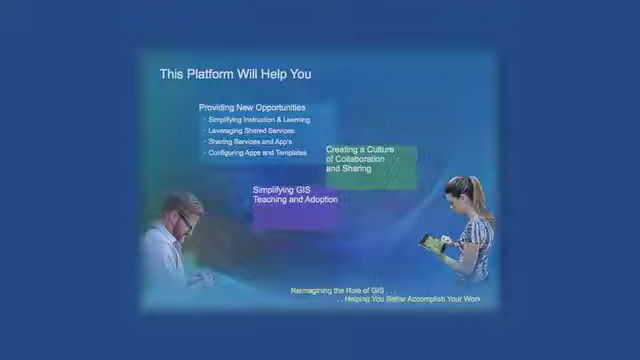 This Platform Will Help You
Providing New Opportunities
· Simplifying Instruction & Learning
· Leveraging Shared Services
· Sharing Services and App's
· Configuring Apps and Templates
Creating a Culture
of Collaboration
and Sharing
Simplifying GIS
Teaching and Adoption
Reimagining the Role of GIS . . .
. . Helping You Better Accomplish Your Work